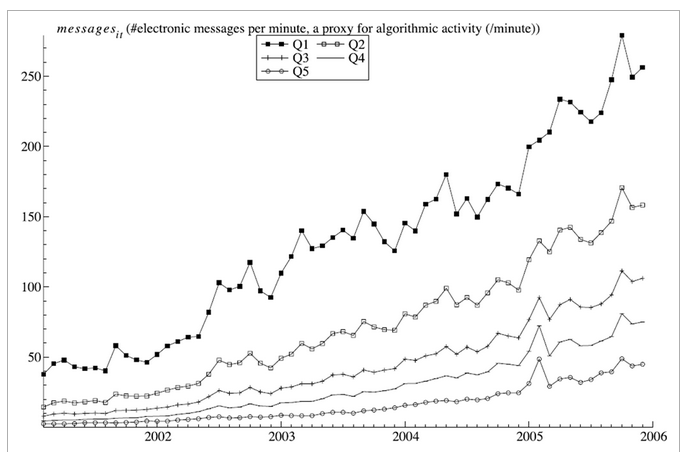 messages_it (#electronic messages per minute, a proxy for algorithmic activity (/minute))
Q1 Q2
Q3 Q4
Q5
250
200
150
100
50
2002 2003 2004 2005 2006